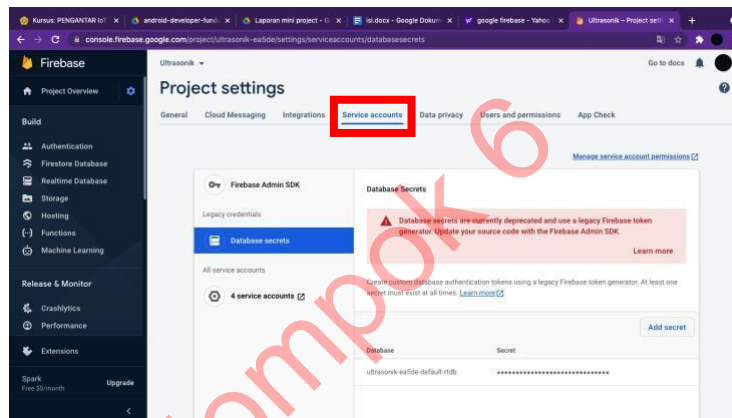 Kursus: PENGANTAR IoT
android-developer-funda
Laporan mini project - G
isi.docx - Google Dokum
google firebase - Yahoo
Ultrasonik – Project sett
console.firebase.google.com/project/ultrasonik-ea5de/settings/serviceaccounts/databasesecrets
Firebase
Ultrasonik
Go to docs
Project Overview
Project settings
General Cloud Messaging Integrations Service accounts Data privacy Users and permissions App Check
Build
Authentication
Firestore Database
Realtime Database
Storage
Hosting
Functions
Machine Learning
Release & Monitor
Crashlytics
Performance
Extensions
Spark
Free $0/month
Upgrade
Manage service account permissions
Firebase Admin SDK
Legacy credentials
Database secrets
All service accounts
4 service accounts
Database Secrets
Database secrets are currently deprecated and use a legacy Firebase token
generator. Update your source code with the Firebase Admin SDK.
Learn more
Create custom database authentication tokens using a legacy Firebase token generator. At least one
secret must exist at all times. Learn more
Add secret
Database Secret
ultrasonik-ea5de-default-rtdb ••••••••••••••••••••••••••••••
ompok 6